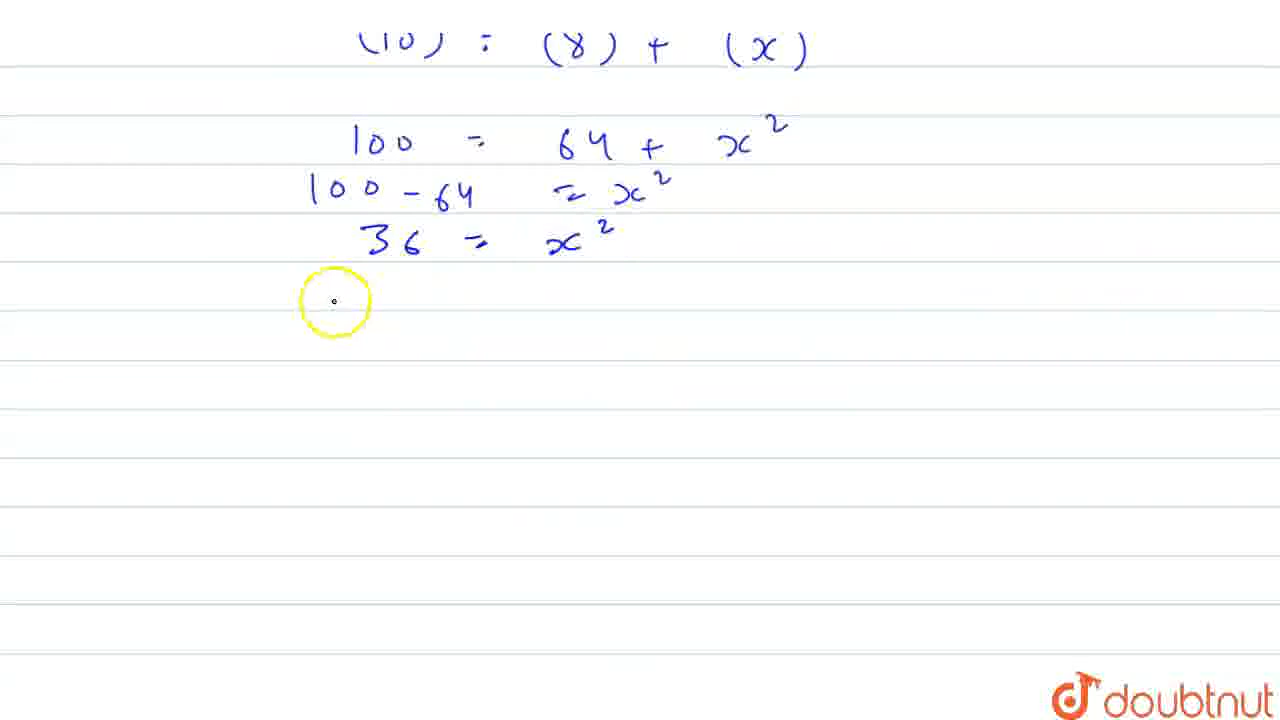 (10) = (8) + (x)
100 = 64 + x²
100 - 64 = x²
36 = x²
doubtnut